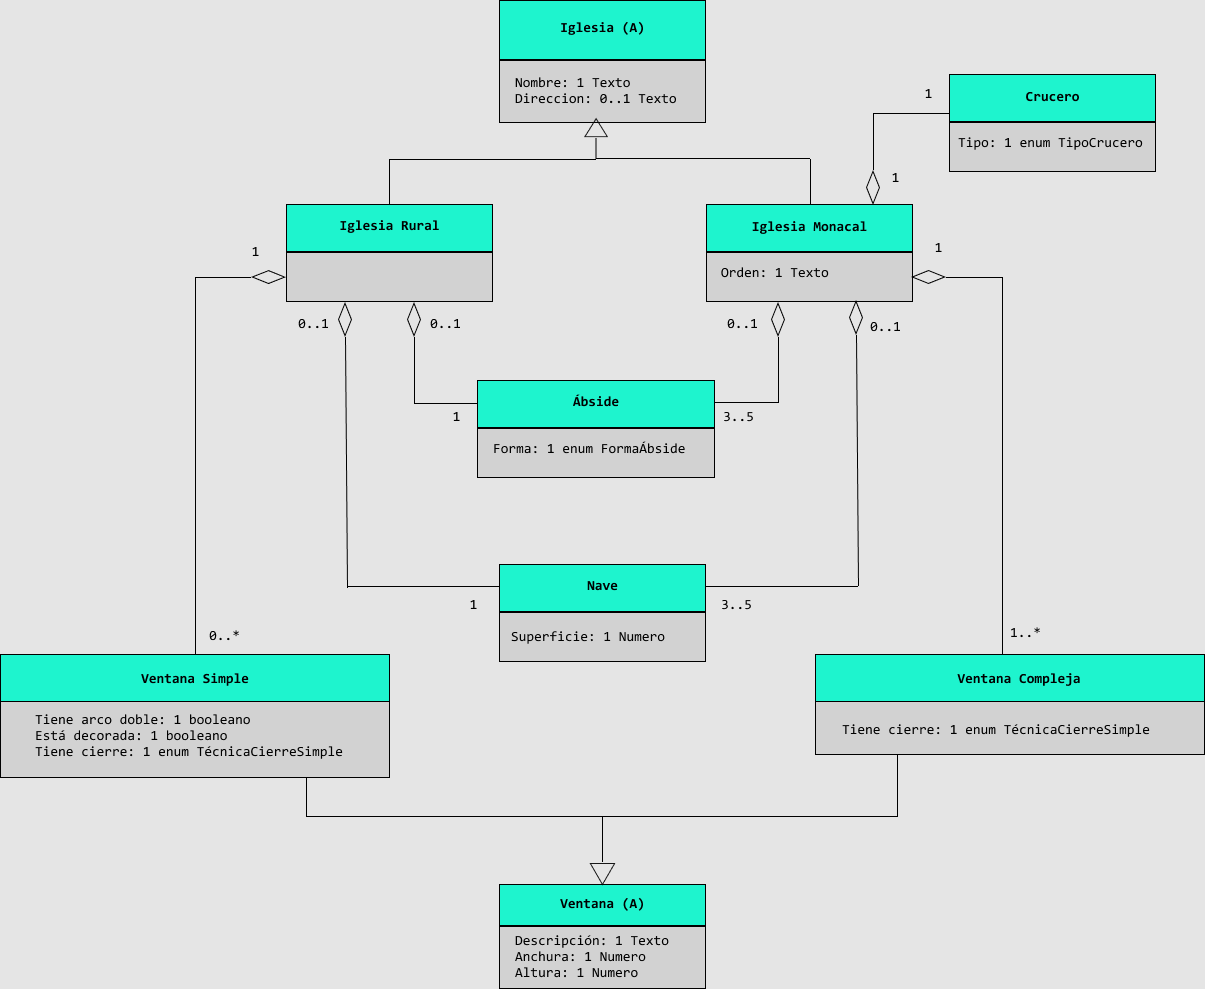 Iglesia (A)
Nombre: 1 Texto
Direccion: 0..1 Texto
1
Crucero
Tipo: 1 enum TipoCrucero
1
Iglesia Rural
Iglesia Monacal
1
1
Orden: 1 Texto
0..1
0..1
0..1
0..1
Ábside
1
3..5
Forma: 1 enum FormaÁbside
Nave
1
3..5
Superficie: 1 Numero
0..*
1..*
Ventana Simple
Tiene arco doble: 1 booleano
Está decorada: 1 booleano
Tiene cierre: 1 enum TécnicaCierreSimple
Ventana Compleja
Tiene cierre: 1 enum TécnicaCierreSimple
Ventana (A)
Descripción: 1 Texto
Anchura: 1 Numero
Altura: 1 Numero